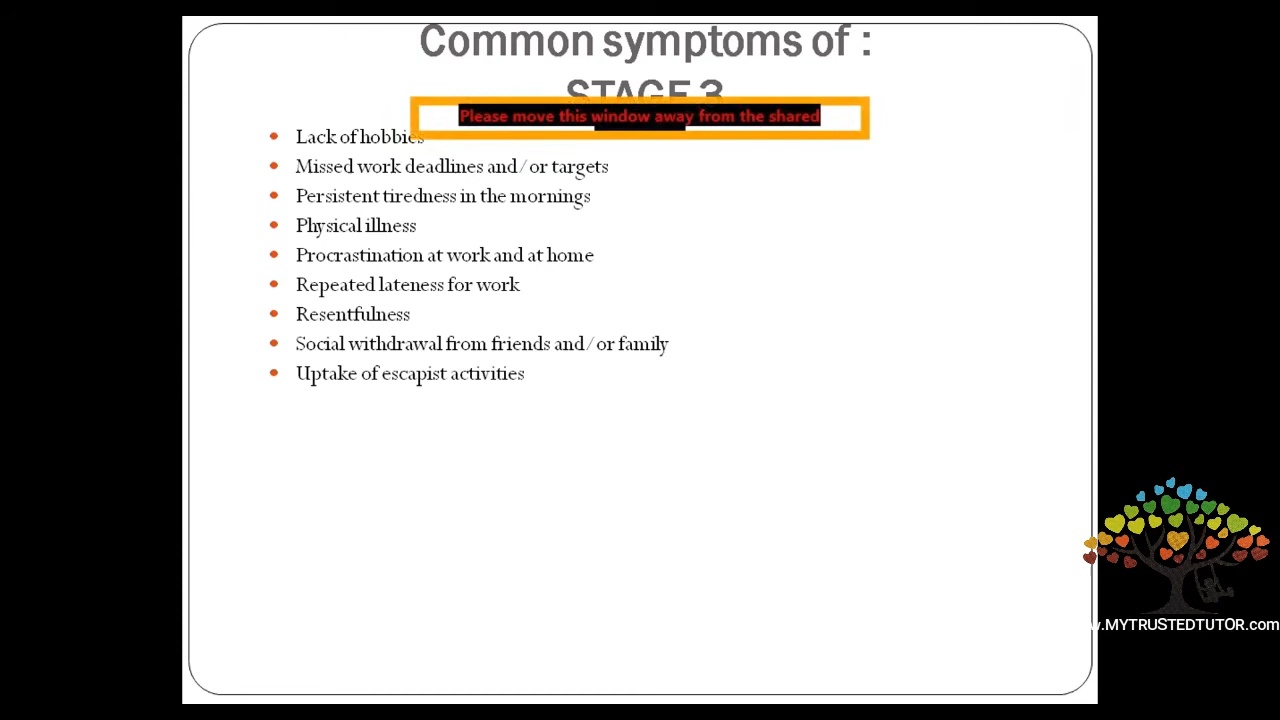 Common symptoms of :
STAGE 3
Please move this window away from the shared
Lack of hobbies
Missed work deadlines and/or targets
Persistent tiredness in the mornings
Physical illness
Procrastination at work and at home
Repeated lateness for work
Resentfulness
Social withdrawal from friends and/or family
Uptake of escapist activities
w.MYTRUSTEDTUTOR.com